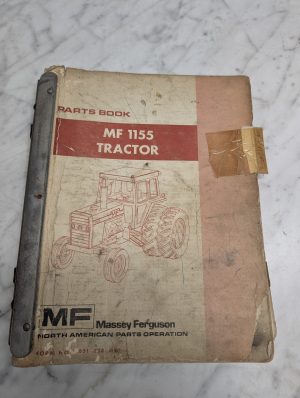 PARTS BOOK
MF 1155
TRACTOR
MF Massey Ferguson
NORTH AMERICAN PARTS OPERATION